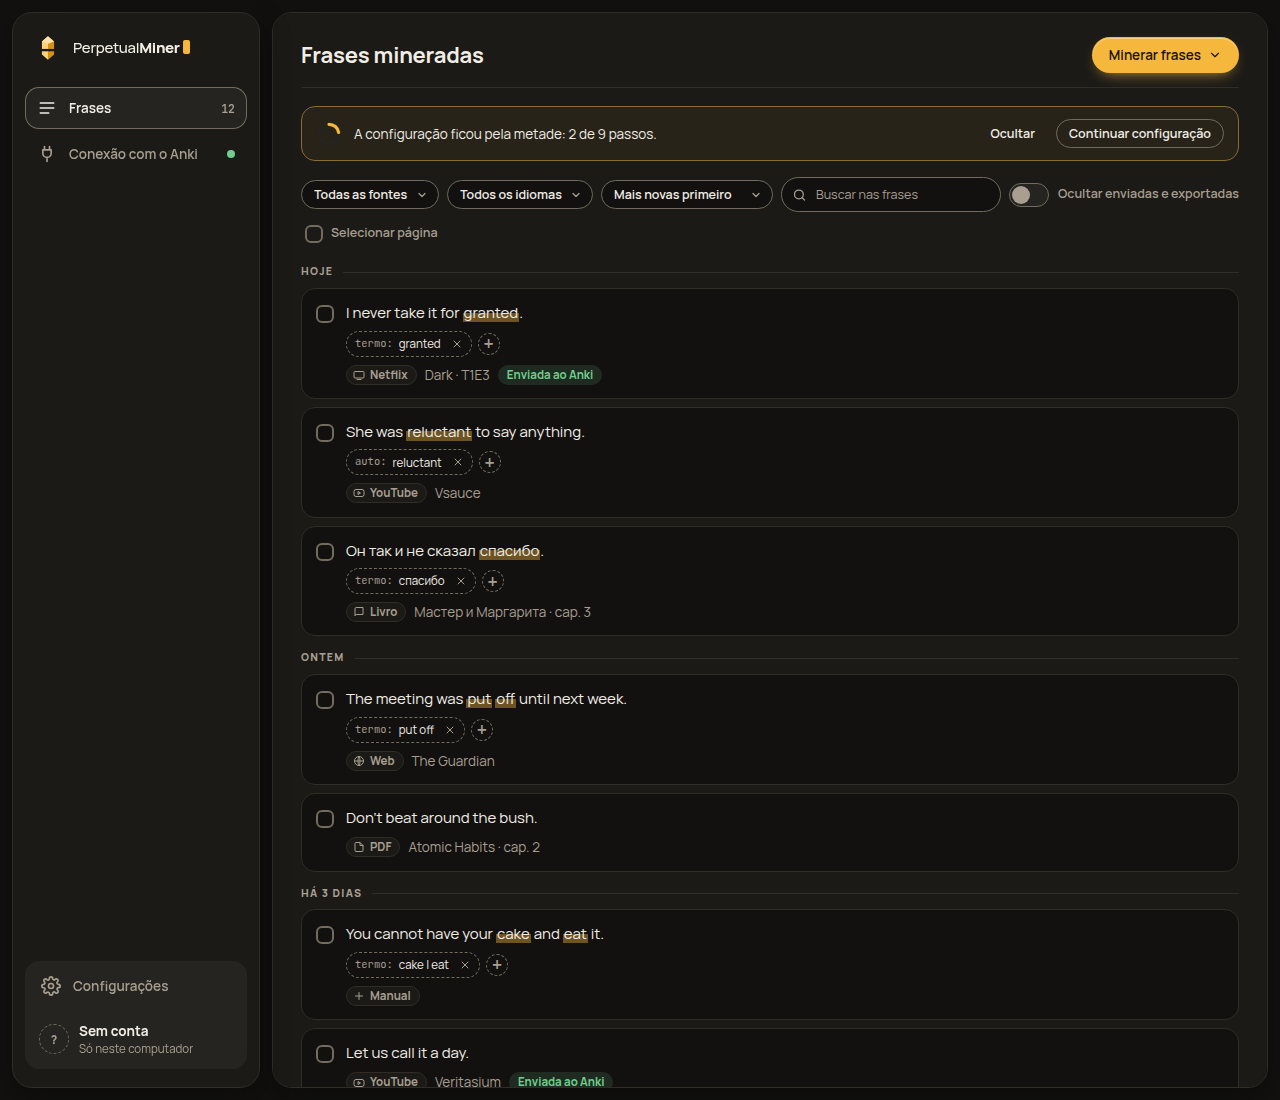 PerpetualMiner
Frases 12
Conexão com o Anki
Configurações
?
Sem conta
Só neste computador
Frases mineradas
Minerar frases
A configuração ficou pela metade: 2 de 9 passos.
Ocultar
Continuar configuração
Todas as fontes
Todos os idiomas
Mais novas primeiro
Buscar nas frases
Ocultar enviadas e exportadas
Selecionar página
HOJE
I never take it for granted.
termo: granted × +
Netflix Dark · T1E3 Enviada ao Anki
She was reluctant to say anything.
auto: reluctant × +
YouTube Vsauce
Он так и не сказал спасибо.
termo: спасибо × +
Livro Мастер и Маргарита · cap. 3
ONTEM
The meeting was put off until next week.
termo: put off × +
Web The Guardian
Don't beat around the bush.
PDF Atomic Habits · cap. 2
HÁ 3 DIAS
You cannot have your cake and eat it.
termo: cake | eat × +
+ Manual
Let us call it a day.
YouTube Veritasium Enviada ao Anki